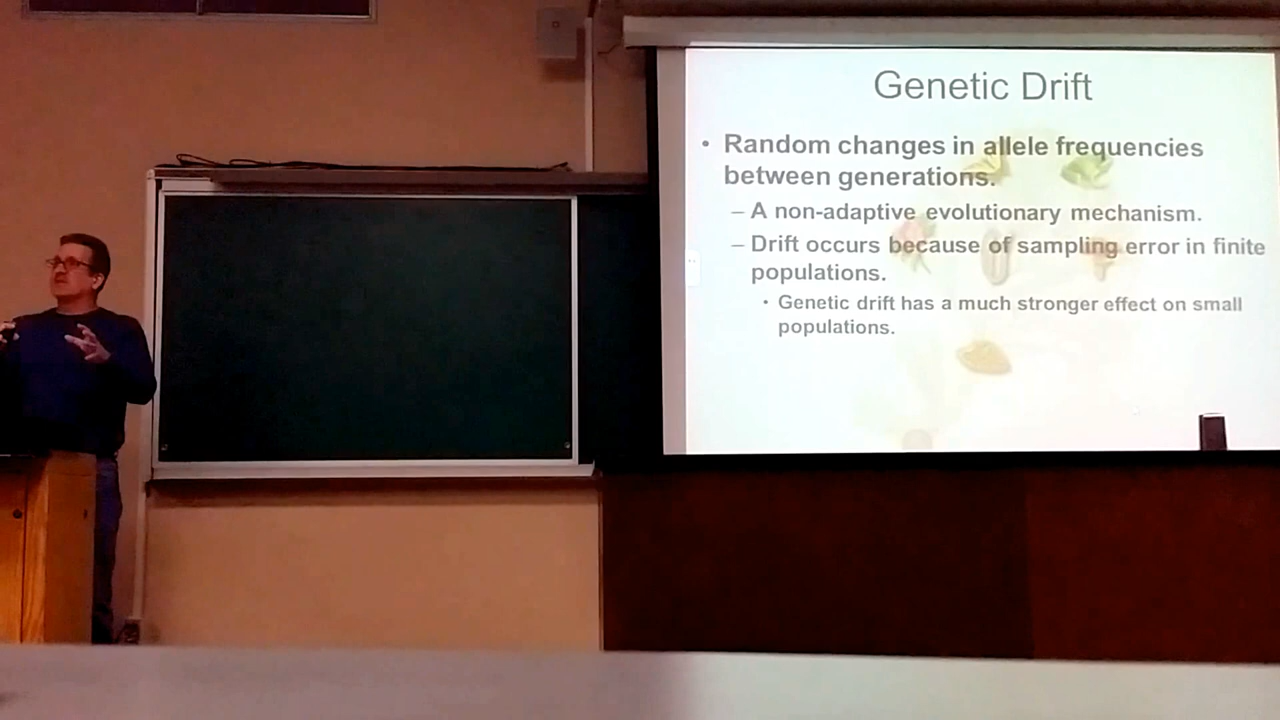 Genetic Drift
• Random changes in allele frequencies
between generations.
– A non-adaptive evolutionary mechanism.
– Drift occurs because of sampling error in finite
populations.
• Genetic drift has a much stronger effect on small
populations.